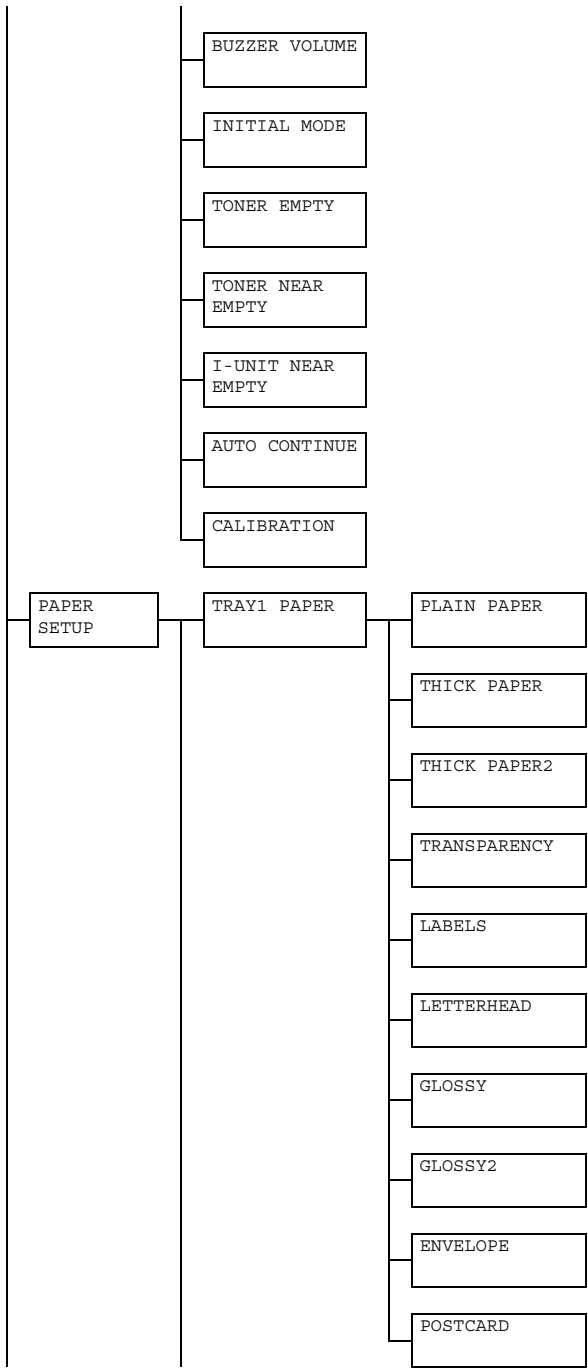 BUZZER VOLUME
INITIAL MODE
TONER EMPTY
TONER NEAR
EMPTY
I-UNIT NEAR
EMPTY
AUTO CONTINUE
CALIBRATION
PAPER
SETUP
TRAY1 PAPER
PLAIN PAPER
THICK PAPER
THICK PAPER2
TRANSPARENCY
LABELS
LETTERHEAD
GLOSSY
GLOSSY2
ENVELOPE
POSTCARD